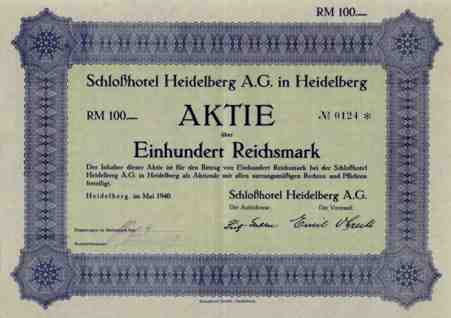 RM 100.—
Schloßhotel Heidelberg A.G. in Heidelberg
RM 100.— AKTIE № 0124 *
über
Einhundert Reichsmark
Der Inhaber dieser Aktie ist für den Betrag von Einhundert Reichsmark bei der Schloßhotel
Heidelberg A.G. in Heidelberg als Aktionär mit allen satzungsmäßigen Rechten und Pflichten
beteiligt.
Heidelberg, im Mai 1940. Schloßhotel Heidelberg A.G.
Der Aufsichtsrat: Der Vorstand: